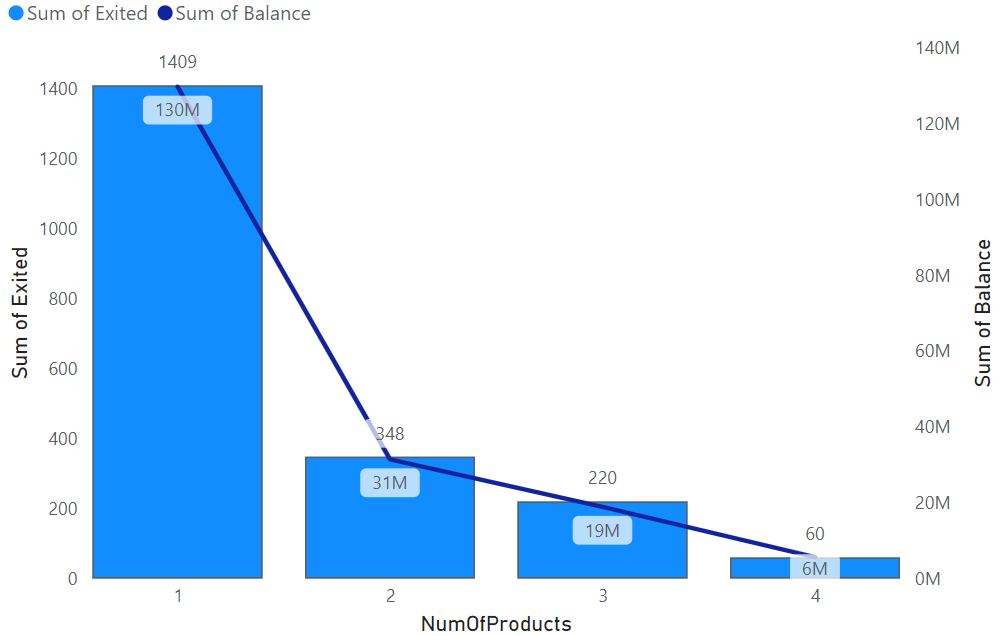 Sum of Exited Sum of Balance
140M
1409
1400
130M
120M
1200
1000
100M
Sum of Exited
Sum of Balance
800
80M
600
60M
400
348
40M
31M
220
200
20M
19M
60
6M
0
0M
1 2 3 4
NumOfProducts